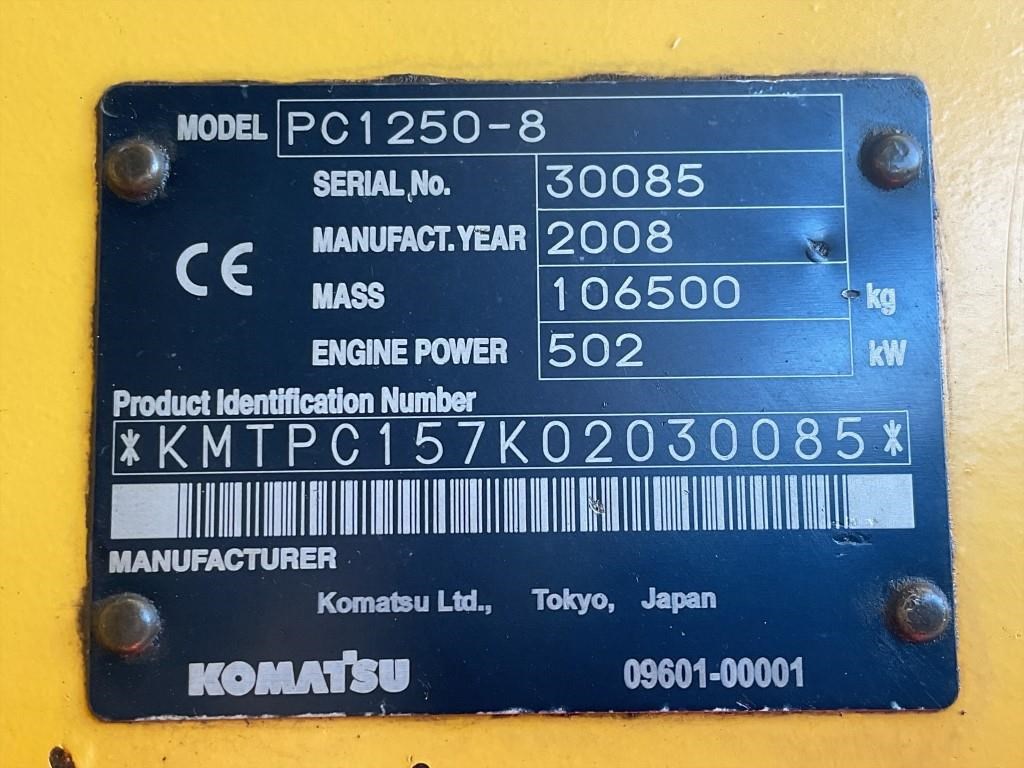 MODEL PC1250-8
SERIAL No. 30085
CE MANUFACT.YEAR 2008
MASS 106500 kg
ENGINE POWER 502 kW
Product Identification Number
*KMTPC157K02030085*
MANUFACTURER
Komatsu Ltd., Tokyo, Japan
KOMATSU 09601-00001